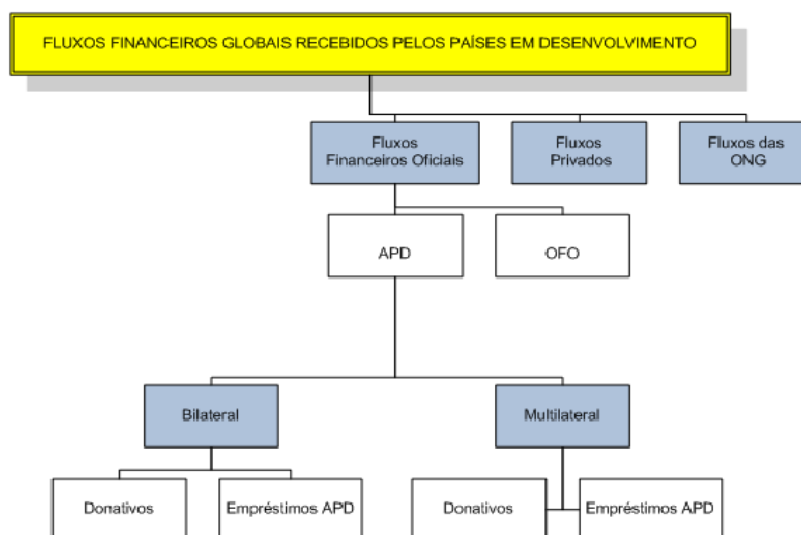 FLUXOS FINANCEIROS GLOBAIS RECEBIDOS PELOS PAÍSES EM DESENVOLVIMENTO
Fluxos
Financeiros Oficiais
Fluxos
Privados
Fluxos das
ONG
APD
OFO
Bilateral
Multilateral
Donativos
Empréstimos APD
Donativos
Empréstimos APD